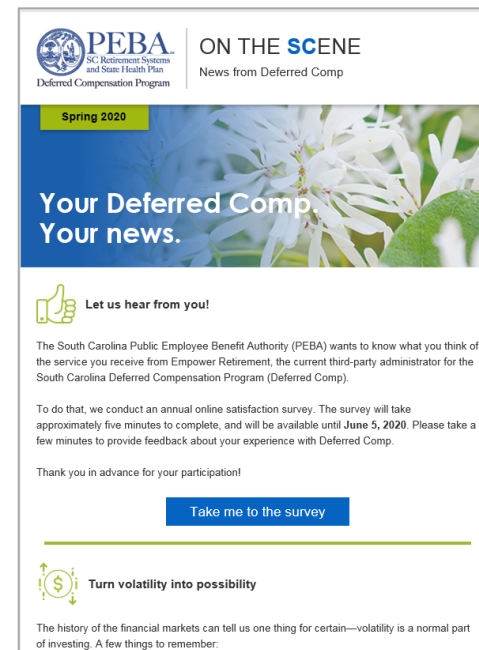 PEBA
SC Retirement Systems
and State Health Plan
Deferred Compensation Program
ON THE SCENE
News from Deferred Comp
Spring 2020
Your Deferred Comp.
Your news.
Let us hear from you!
The South Carolina Public Employee Benefit Authority (PEBA) wants to know what you think of
the service you receive from Empower Retirement, the current third-party administrator for the
South Carolina Deferred Compensation Program (Deferred Comp).
To do that, we conduct an annual online satisfaction survey. The survey will take
approximately five minutes to complete, and will be available until June 5, 2020. Please take a
few minutes to provide feedback about your experience with Deferred Comp.
Thank you in advance for your participation!
Take me to the survey
$
Turn volatility into possibility
The history of the financial markets can tell us one thing for certain—volatility is a normal part
of investing. A few things to remember: